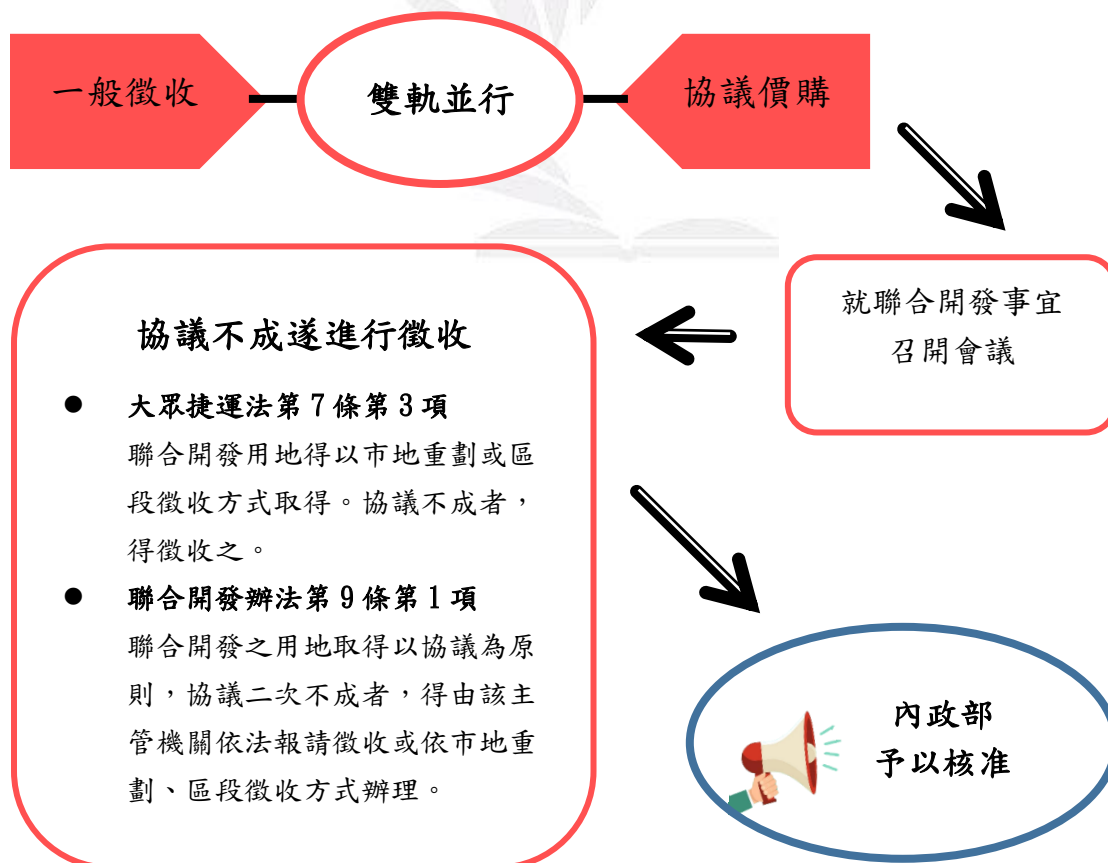 一般徵收
雙軌並行
協議價購
就聯合開發事宜
召開會議
協議不成遂進行徵收
● 大眾捷運法第7條第3項
聯合開發用地得以市地重劃或區
段徵收方式取得。協議不成者，
得徵收之。
● 聯合開發辦法第9條第1項
聯合開發之用地取得以協議為原
則，協議二次不成者，得由該主
管機關依法報請徵收或依市地重
劃、區段徵收方式辦理。
內政部
予以核准